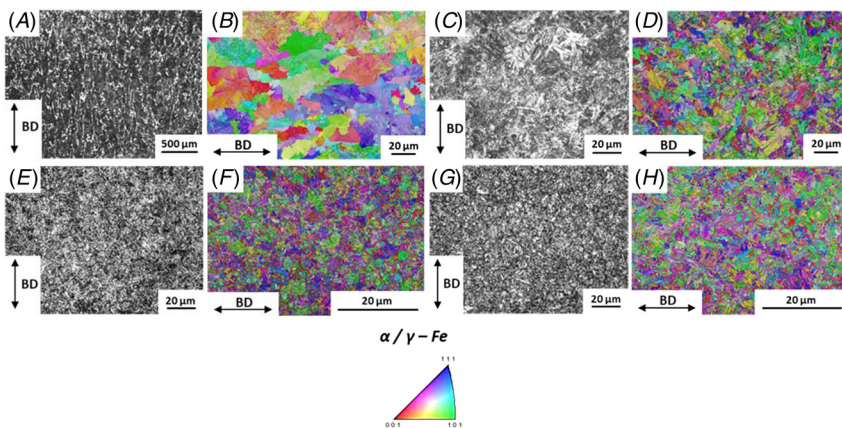 (A)
(B)
(C)
(D)
BD
500 µm
BD
20 µm
BD
20 µm
BD
20 µm
(E)
(F)
(G)
(H)
BD
20 µm
BD
20 µm
BD
20 µm
BD
20 µm
α / γ – Fe
1 1 1
0 0 1
1 0 1